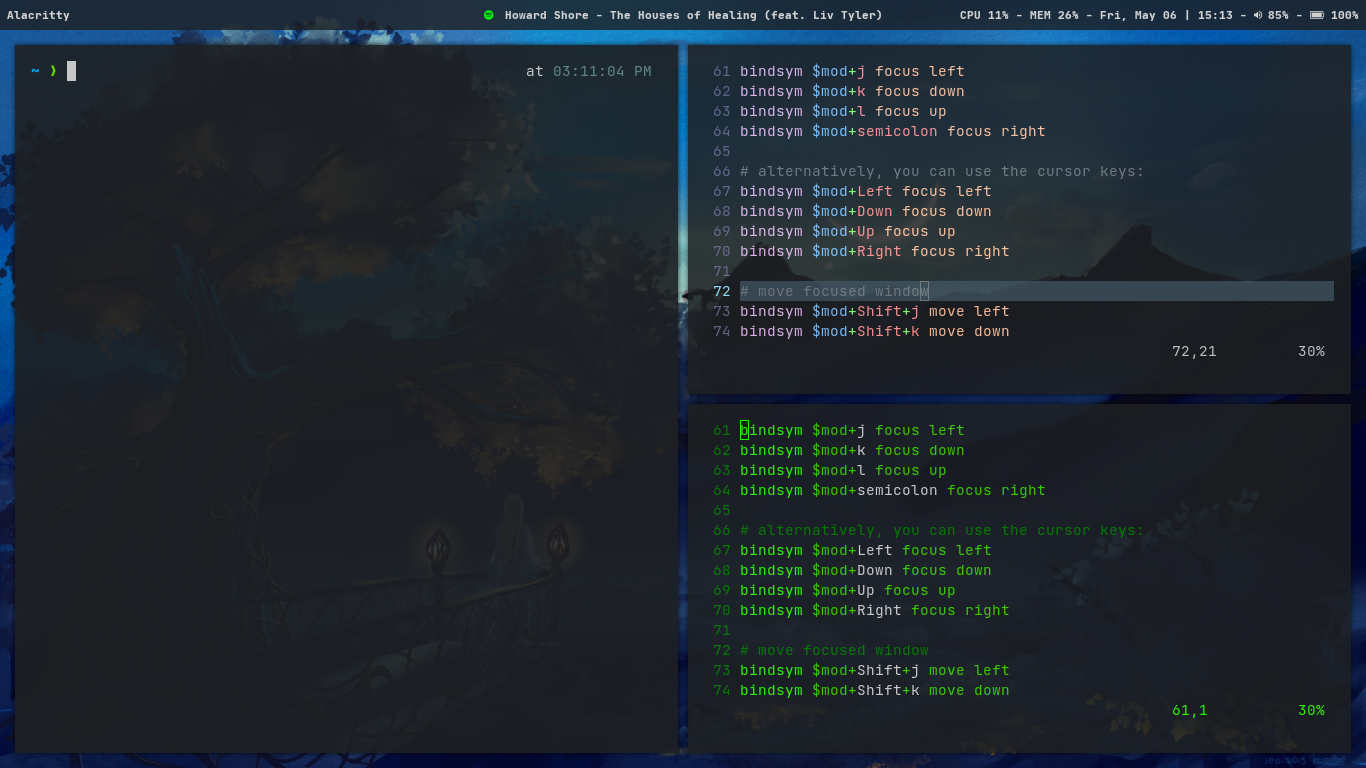 Alacritty
Howard Shore - The Houses of Healing (feat. Liv Tyler)
CPU 11% - MEM 26% - Fri, May 06 | 15:13 - 85% - 100%
~ ❯
at 03:11:04 PM
61 bindsym $mod+j focus left
62 bindsym $mod+k focus down
63 bindsym $mod+l focus up
64 bindsym $mod+semicolon focus right
65
66 # alternatively, you can use the cursor keys:
67 bindsym $mod+Left focus left
68 bindsym $mod+Down focus down
69 bindsym $mod+Up focus up
70 bindsym $mod+Right focus right
71
72 # move focused window
73 bindsym $mod+Shift+j move left
74 bindsym $mod+Shift+k move down
72,21 30%
61 bindsym $mod+j focus left
62 bindsym $mod+k focus down
63 bindsym $mod+l focus up
64 bindsym $mod+semicolon focus right
65
66 # alternatively, you can use the cursor keys:
67 bindsym $mod+Left focus left
68 bindsym $mod+Down focus down
69 bindsym $mod+Up focus up
70 bindsym $mod+Right focus right
71
72 # move focused window
73 bindsym $mod+Shift+j move left
74 bindsym $mod+Shift+k move down
61,1 30%